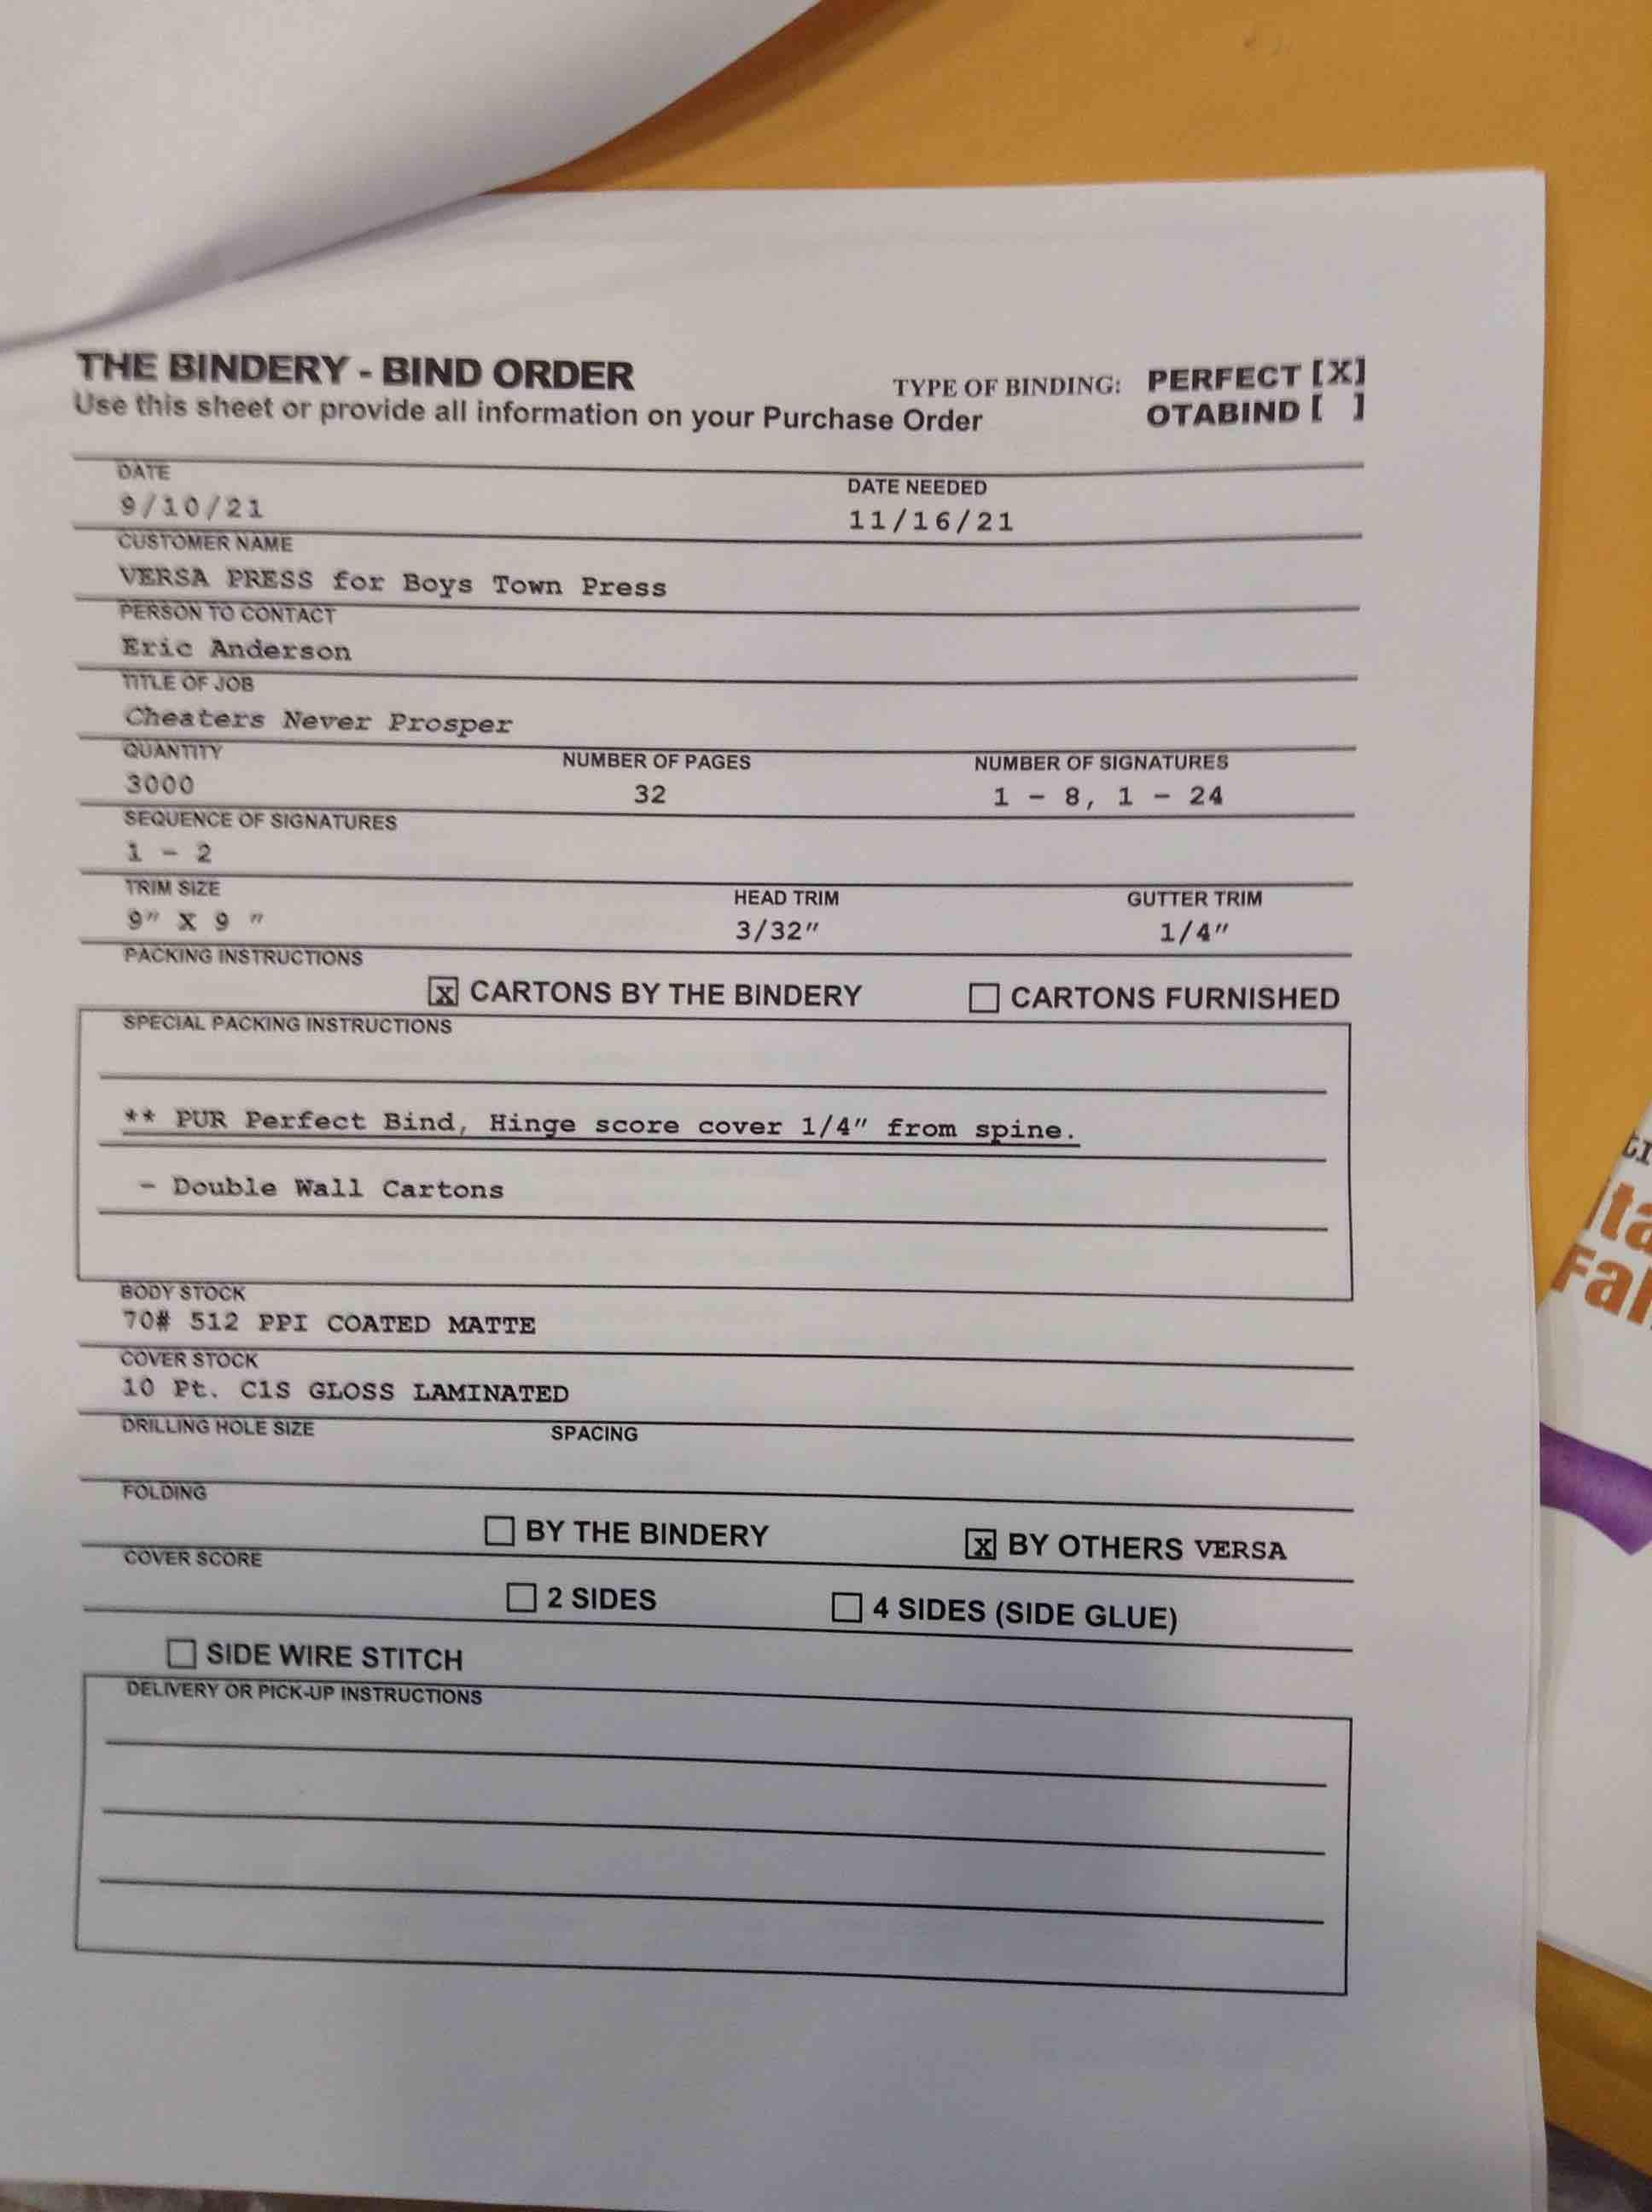 THE BINDERY - BIND ORDER
TYPE OF BINDING: PERFECT [X]
Use this sheet or provide all information on your Purchase Order
OTABIND [ ]
DATE
DATE NEEDED
9/10/21
11/16/21
CUSTOMER NAME
VERSA PRESS for Boys Town Press
PERSON TO CONTACT
Eric Anderson
TITLE OF JOB
Cheaters Never Prosper
QUANTITY NUMBER OF PAGES NUMBER OF SIGNATURES
3000 32 1 - 8, 1 - 24
SEQUENCE OF SIGNATURES
1 - 2
TRIM SIZE HEAD TRIM GUTTER TRIM
9" X 9 " 3/32" 1/4"
PACKING INSTRUCTIONS
[x] CARTONS BY THE BINDERY [ ] CARTONS FURNISHED
SPECIAL PACKING INSTRUCTIONS
** PUR Perfect Bind, Hinge score cover 1/4" from spine.
- Double Wall Cartons
BODY STOCK
70# 512 PPI COATED MATTE
COVER STOCK
10 Pt. C1S GLOSS LAMINATED
DRILLING HOLE SIZE SPACING
FOLDING
[ ] BY THE BINDERY [x] BY OTHERS VERSA
COVER SCORE
[ ] 2 SIDES [ ] 4 SIDES (SIDE GLUE)
[ ] SIDE WIRE STITCH
DELIVERY OR PICK-UP INSTRUCTIONS